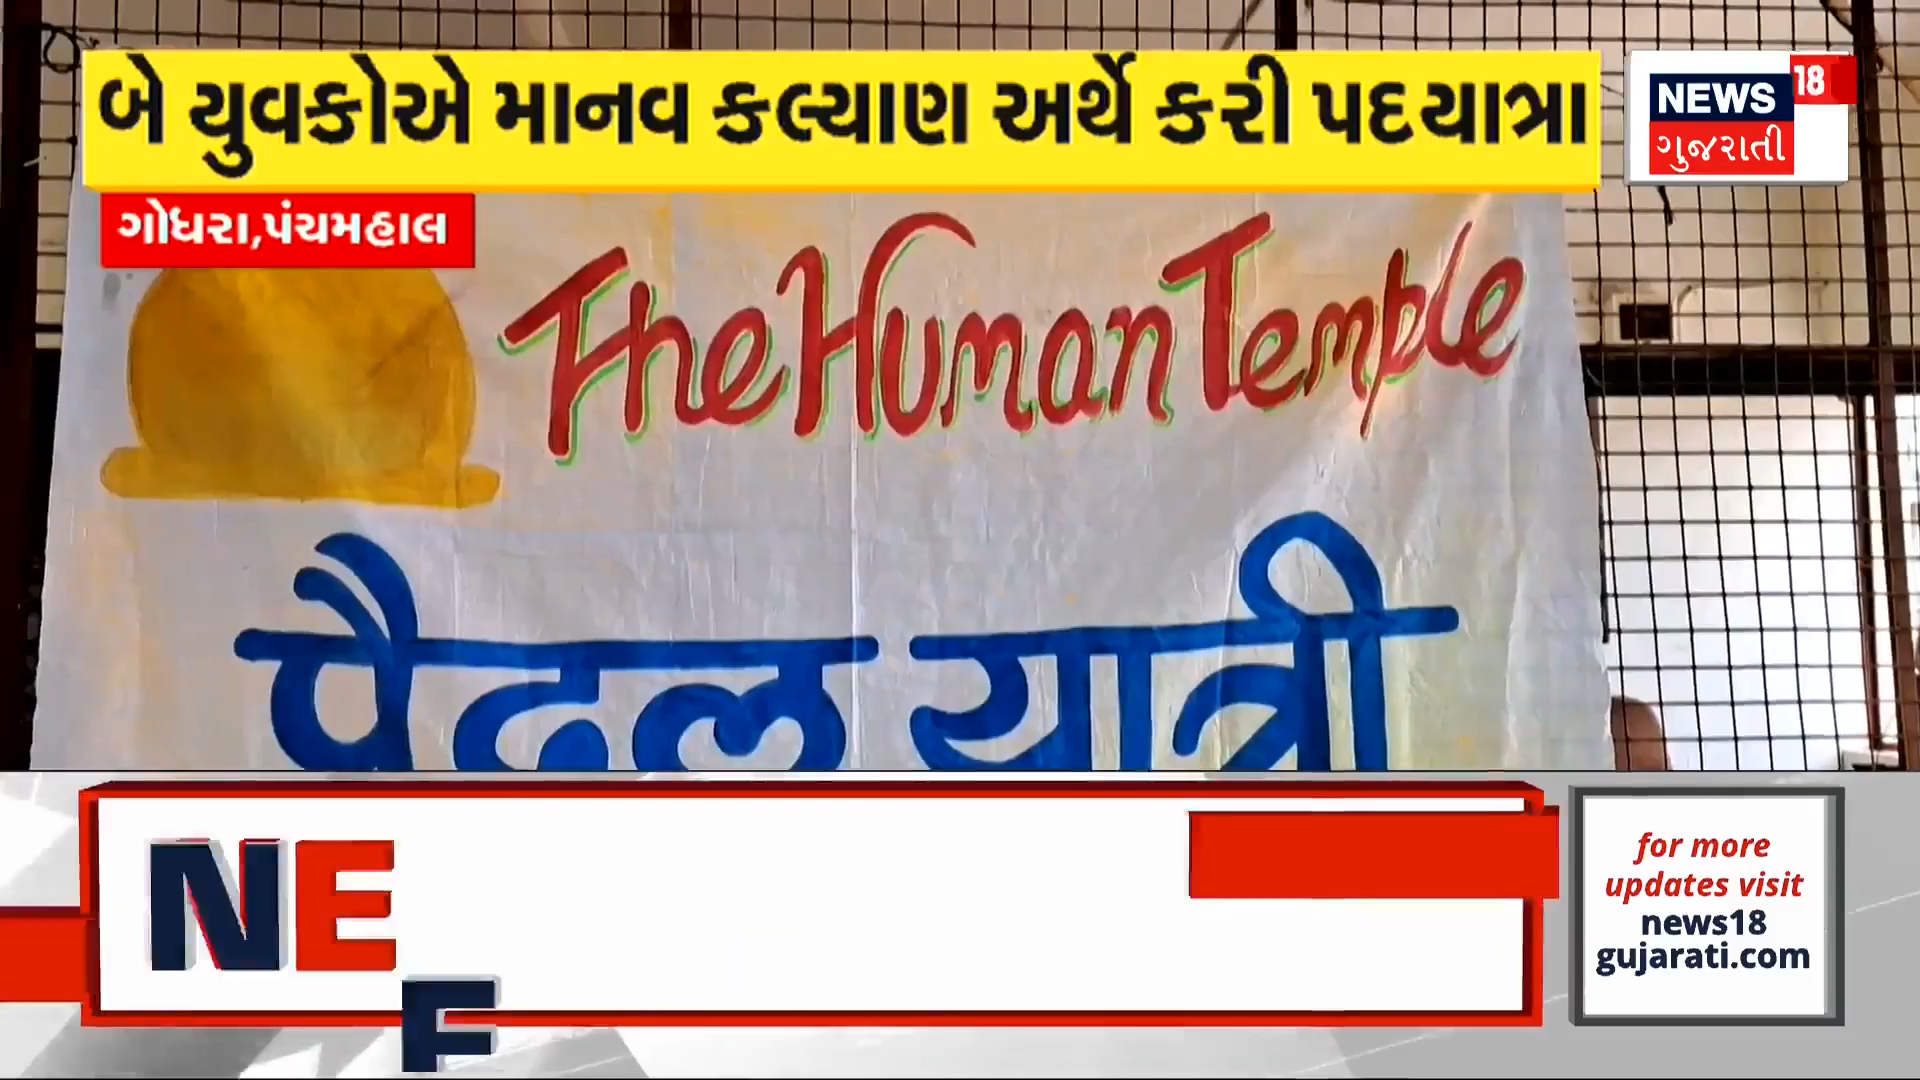 બે યુવકોએ માનવ કલ્યાણ અર્થે કરી પદયાત્રા
NEWS 18
ગુજરાતી
ગોધરા,પંચમહાલ
The Human Temple
पैदल यात्री
NE
for more
updates visit
news18
gujarati.com